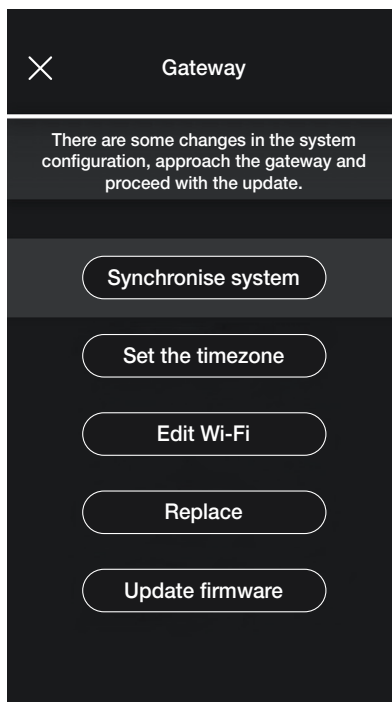 Gateway
There are some changes in the system
configuration, approach the gateway and
proceed with the update.
Synchronise system
Set the timezone
Edit Wi-Fi
Replace
Update firmware